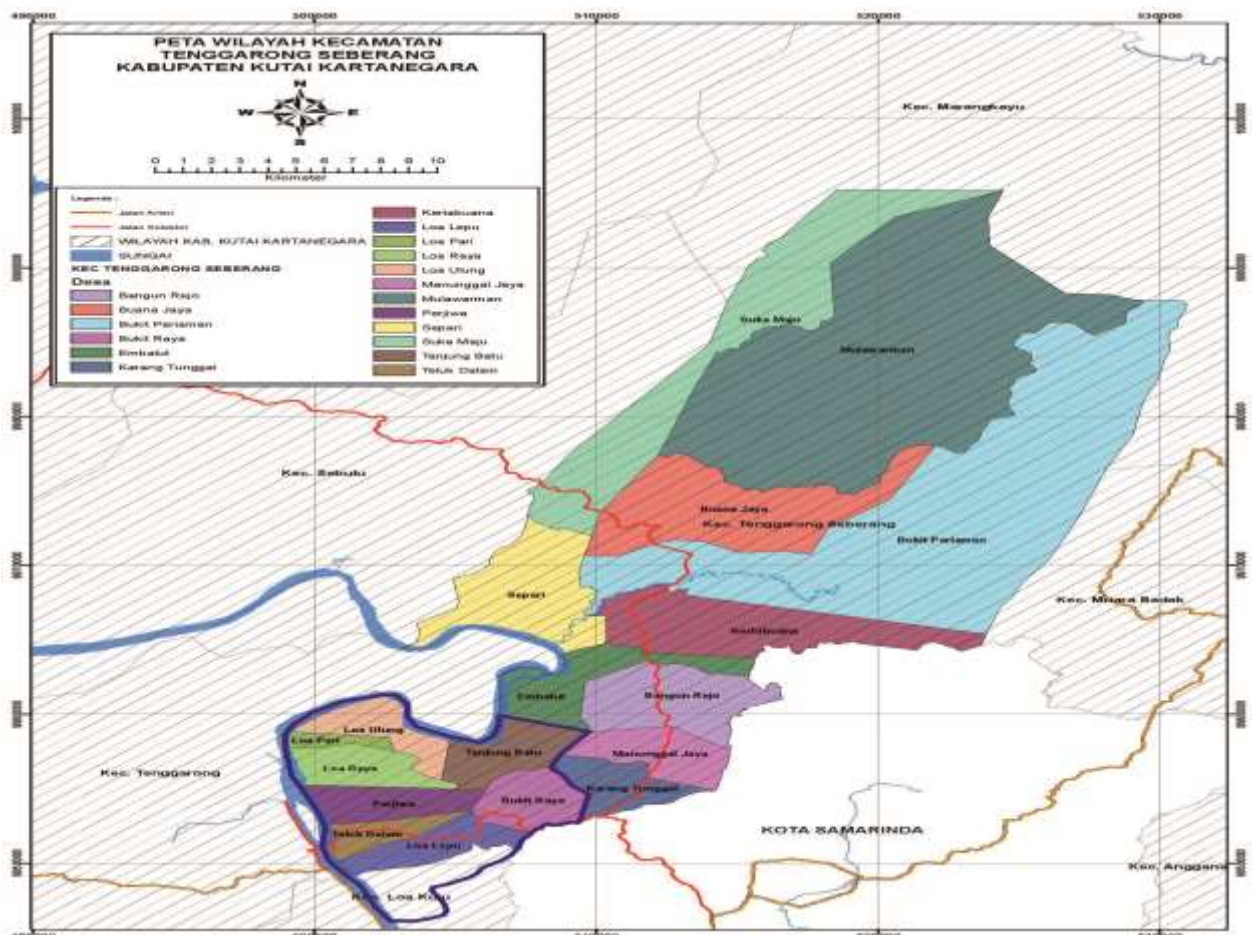 PETA WILAYAH KECAMATAN
TENGGARONG SEBERANG
KABUPATEN KUTAI KARTANEGARA
N
W E
S
0 1 2 3 4 5 6 7 8 9 10
Kilometer
Legenda :
Jalan Arteri
Jalan Kolektor
WILAYAH KAB. KUTAI KARTANEGARA
SUNGAI
KEC TENGGARONG SEBERANG
Desa
Bangun Rejo
Buana Jaya
Bukit Pariaman
Bukit Raya
Embalut
Karang Tunggal
Kertabuana
Loa Lepu
Loa Pari
Loa Raya
Loa Ulung
Manunggal Jaya
Mulawarman
Perjiwa
Separi
Suka Maju
Tanjung Batu
Teluk Dalam
Kec. Marangkayu
Suka Maju
Mulawarman
Kec. Sebulu
Buana Jaya
Kec. Tenggarong Seberang
Bukit Pariaman
Separi
Kec. Muara Badak
Kertabuana
Embalut
Bangun Rejo
Loa Ulung
Loa Pari
Tanjung Batu
Manunggal Jaya
Kec. Tenggarong
Loa Raya
Karang Tunggal
Bukit Raya
Perjiwa
Teluk Dalam
KOTA SAMARINDA
Loa Lepu
Kec. Anggana
Kec. Loa Kulu